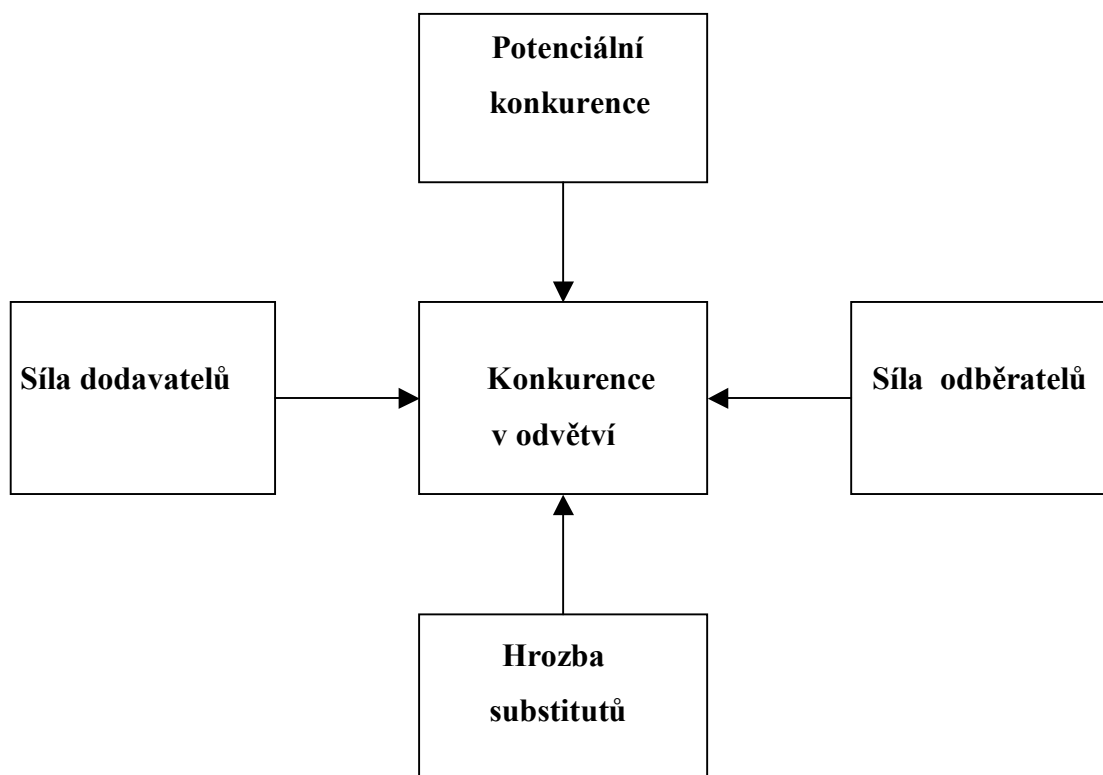 Potenciální
konkurence
Síla dodavatelů
Konkurence
v odvětví
Síla odběratelů
Hrozba
substitutů